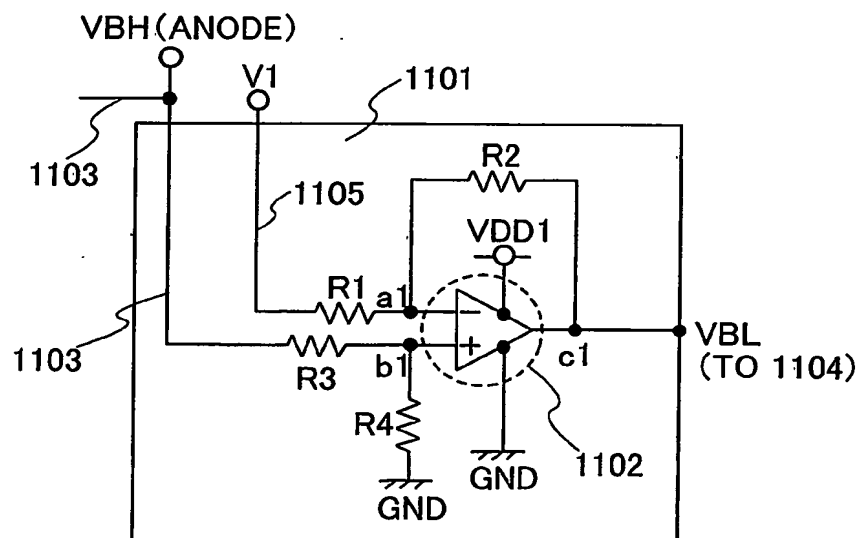 VBH(ANODE)
V1
1101
R2
1103
1105
VDD1
R1
a1
1103
R3
b1
c1
VBL
(TO 1104)
R4
GND
GND
1102